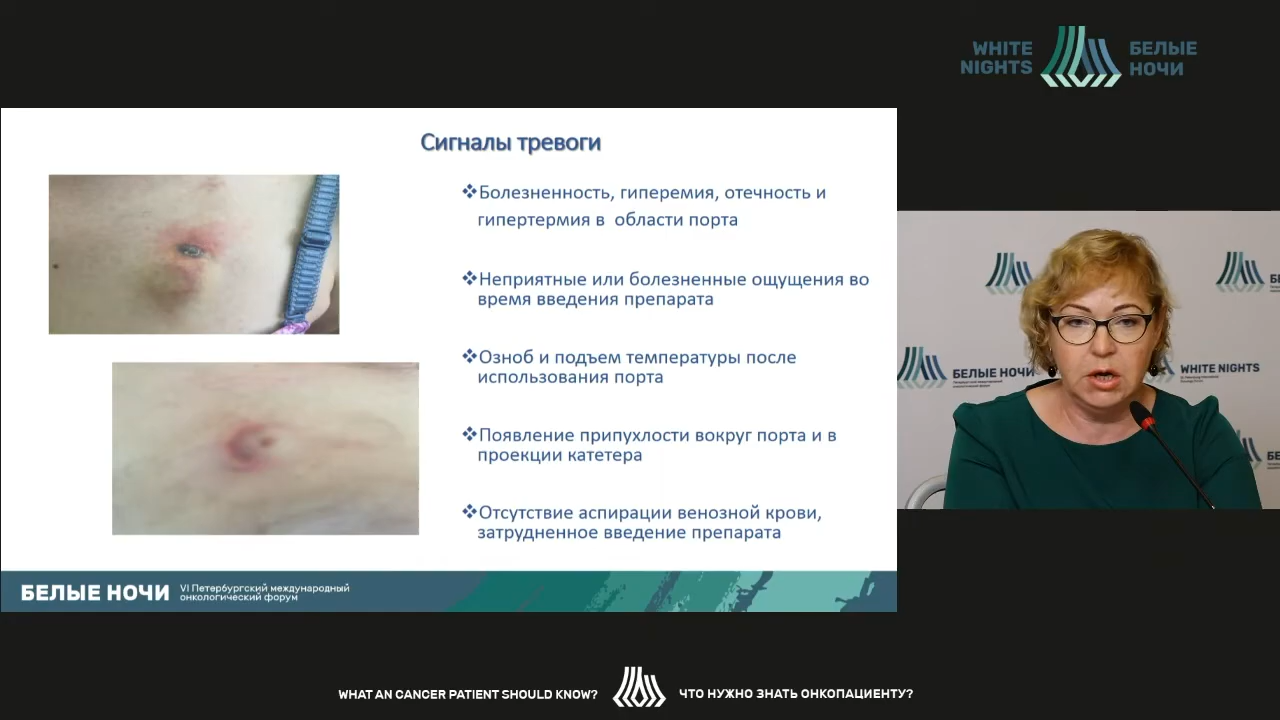 WHITE
NIGHTS
БЕЛЫЕ
НОЧИ
Сигналы тревоги
❖Болезненность, гиперемия, отечность и
гипертермия в области порта
❖Неприятные или болезненные ощущения во
время введения препарата
❖Озноб и подъем температуры после
использования порта
❖Появление припухлости вокруг порта и в
проекции катетера
❖Отсутствие аспирации венозной крови,
затрудненное введение препарата
БЕЛЫЕ НОЧИ
VI Петербургский международный
онкологический форум
БЕЛЫЕ НОЧИ
WHITE NIGHTS
WHAT AN CANCER PATIENT SHOULD KNOW?
ЧТО НУЖНО ЗНАТЬ ОНКОПАЦИЕНТУ?